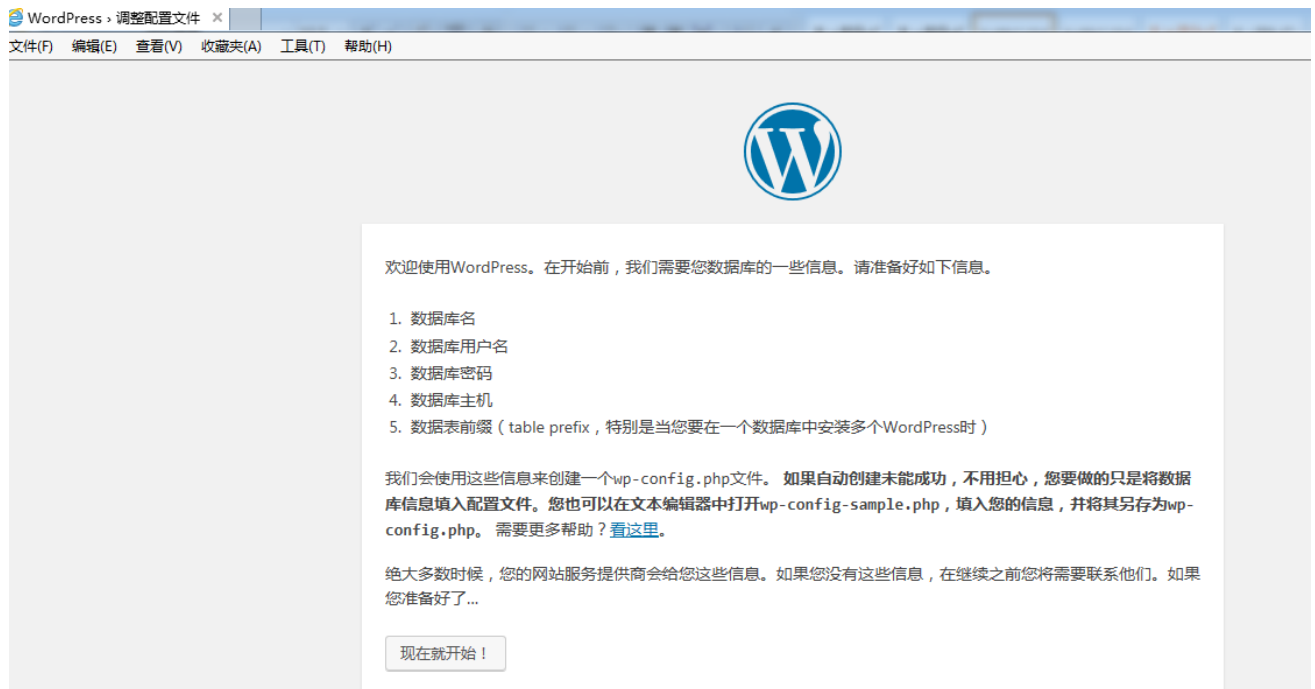 WordPress › 调整配置文件 ×
文件(F) 编辑(E) 查看(V) 收藏夹(A) 工具(T) 帮助(H)
欢迎使用WordPress。在开始前，我们需要您数据库的一些信息。请准备好如下信息。
1. 数据库名
2. 数据库用户名
3. 数据库密码
4. 数据库主机
5. 数据表前缀（table prefix，特别是当您要在一个数据库中安装多个WordPress时）
我们会使用这些信息来创建一个wp-config.php文件。 如果自动创建未能成功，不用担心，您要做的只是将数据
库信息填入配置文件。您也可以在文本编辑器中打开wp-config-sample.php，填入您的信息，并将其另存为wp-
config.php。 需要更多帮助？看这里。
绝大多数时候，您的网站服务提供商会给您这些信息。如果您没有这些信息，在继续之前您将需要联系他们。如果
您准备好了...
现在就开始！